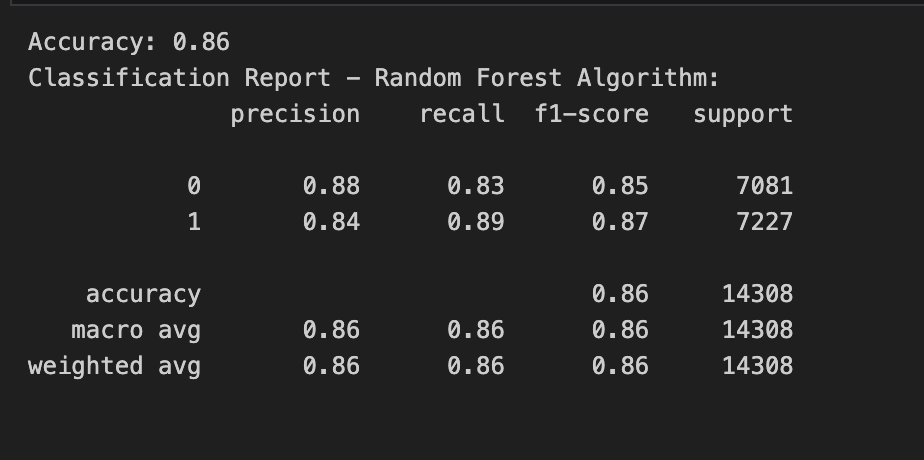 Accuracy: 0.86
Classification Report - Random Forest Algorithm:
precision recall f1-score support
0 0.88 0.83 0.85 7081
1 0.84 0.89 0.87 7227
accuracy 0.86 14308
macro avg 0.86 0.86 0.86 14308
weighted avg 0.86 0.86 0.86 14308